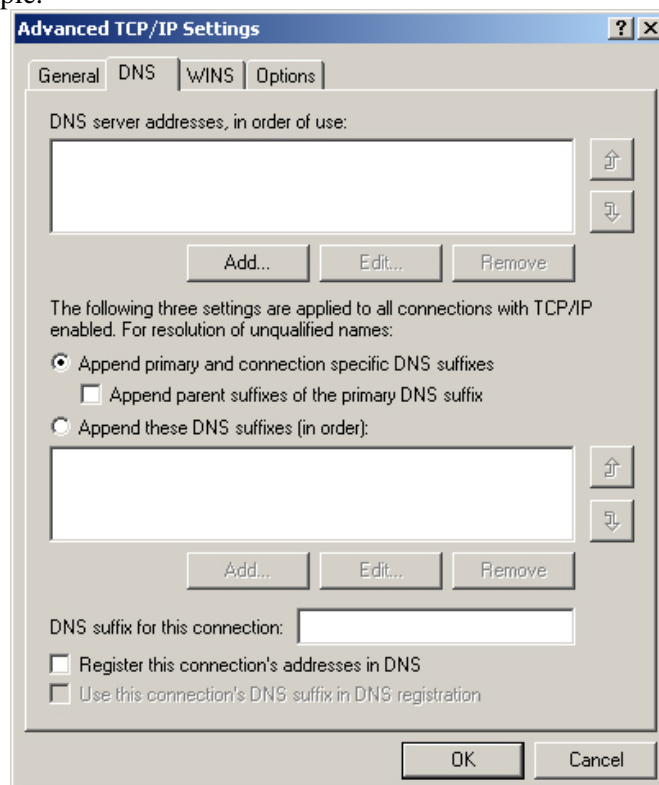 Advanced TCP/IP Settings
General DNS WINS Options
DNS server addresses, in order of use:
Add... Edit... Remove
The following three settings are applied to all connections with TCP/IP
enabled. For resolution of unqualified names:
Append primary and connection specific DNS suffixes
Append parent suffixes of the primary DNS suffix
Append these DNS suffixes (in order):
Add... Edit... Remove
DNS suffix for this connection:
Register this connection's addresses in DNS
Use this connection's DNS suffix in DNS registration
OK Cancel